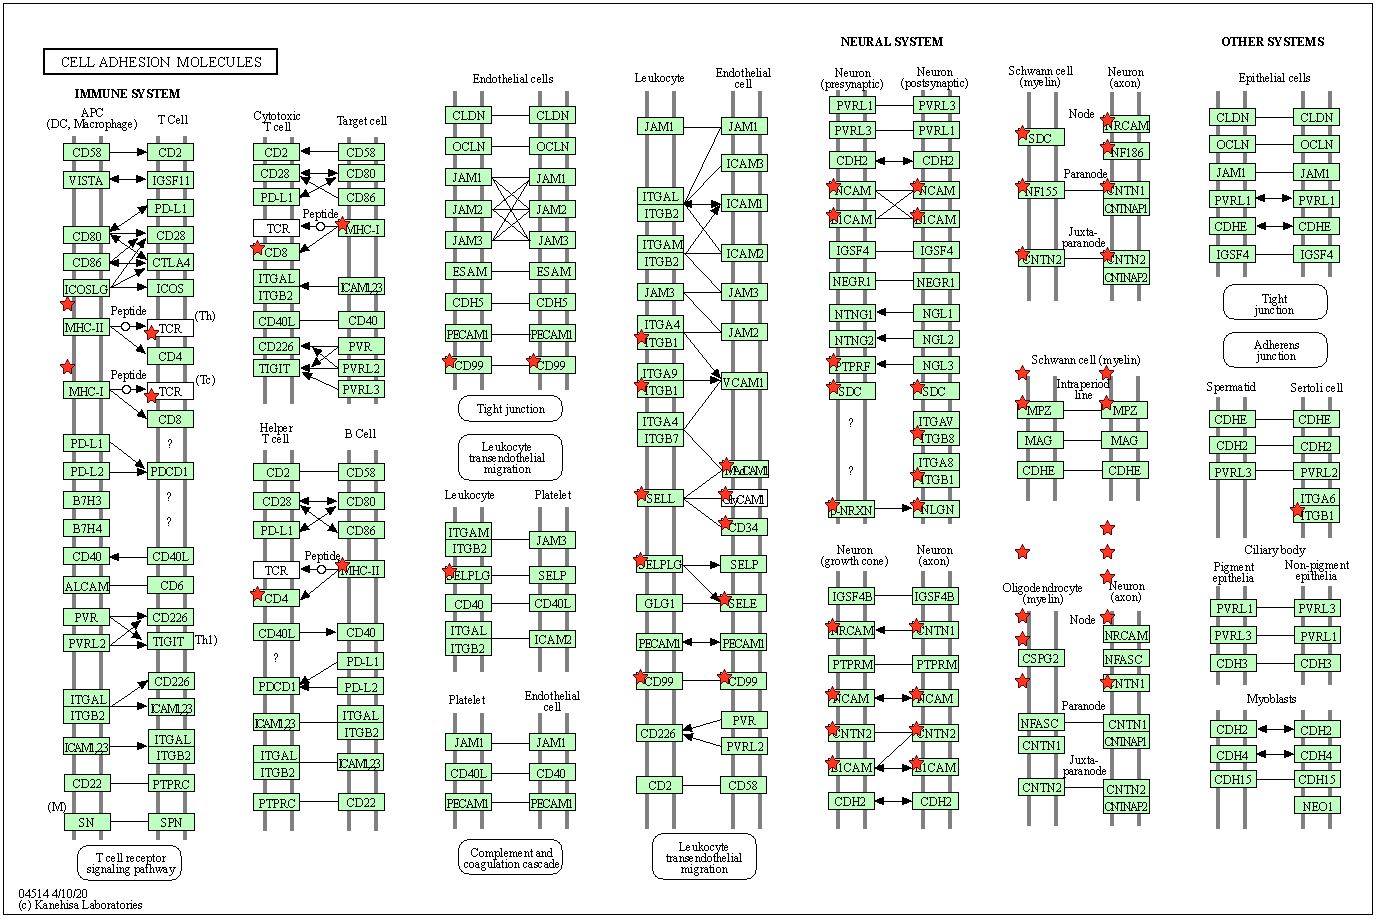 CELL ADHESION MOLECULES
IMMUNE SYSTEM
APC
(DC, Macrophage)
T Cell
CD58
CD2
VISTA
IGSF11
PD-L1
CD80
CD28
CD86
CTLA4
ICOSLG
ICOS
Peptide
(Th)
MHC-II
TCR
CD4
Peptide
(Tc)
MHC-I
TCR
CD8
PD-L1
?
PD-L2
PDCD1
B7H3
?
B7H4
?
CD40
CD40L
ALCAM
CD6
PVR
CD226
PVRL2
TIGIT
Th1)
CD226
ITGAL
ITGB2
ICAM1,23
ICAM1,23
ITGAL
ITGB2
CD22
PTPRC
(M)
SN
SPN
T cell receptor
signaling pathway
04514 4/10/20
(c) Kanehisa Laboratories
Cytotoxic
T cell
Target cell
CD2
CD58
CD28
CD80
PD-L1
CD86
Peptide
TCR
MHC-I
CD8
ITGAL
ITGB2
ICAM1,23
CD40L
CD40
CD226
PVR
TIGIT
PVRL2
PVRL3
Helper
T cell
B Cell
CD2
CD58
CD28
CD80
PD-L1
CD86
Peptide
TCR
MHC-II
CD4
CD40L
CD40
?
PD-L1
PDCD1
PD-L2
ICAM1,23
ITGAL
ITGB2
ITGAL
ITGB2
ICAM1,23
PTPRC
CD22
Endothelial cells
CLDN
CLDN
OCLN
OCLN
JAM1
JAM1
JAM2
JAM2
JAM3
JAM3
ESAM
ESAM
CDH5
CDH5
PECAM1
PECAM1
CD99
CD99
Tight junction
Leukocyte
transendothelial
migration
Leukocyte
Platelet
ITGAM
ITGB2
JAM3
SELPLG
SELP
CD40
CD40L
ITGAL
ITGB2
ICAM2
Platelet
Endothelial
cell
JAM1
JAM1
CD40L
CD40
PECAM1
PECAM1
Complement and
coagulation cascade
Leukocyte
Endothelial
cell
JAM1
JAM1
ICAM3
ITGAL
ITGB2
ICAM1
ITGAM
ITGB2
ICAM2
JAM3
JAM3
ITGA4
ITGB1
JAM2
ITGA9
ITGB1
VCAM1
ITGA4
ITGB7
MAdCAM1
SELL
GlyCAM1
CD34
SELPLG
SELP
GLG1
SELE
PECAM1
PECAM1
CD99
CD99
CD226
PVR
PVRL2
CD2
CD58
Leukocyte
transendothelial
migration
NEURAL SYSTEM
Neuron
(presynaptic)
Neuron
(postsynaptic)
PVRL1
PVRL3
PVRL3
PVRL1
CDH2
CDH2
NCAM
NCAM
L1CAM
L1CAM
IGSF4
IGSF4
NEGR1
NEGR1
NTNG1
NGL1
NTNG2
NGL2
PTPRF
NGL3
SDC
SDC
?
ITGAV
ITGB8
?
ITGA8
ITGB1
p-NRXN
NLGN
Neuron
(growth cone)
Neuron
(axon)
IGSF4B
IGSF4B
NRCAM
CNTN1
PTPRM
PTPRM
NCAM
NCAM
CNTN2
CNTN2
L1CAM
L1CAM
CDH2
CDH2
Schwann cell
(myelin)
Neuron
(axon)
Node
NRCAM
SDC
NF186
Paranode
NF155
CNTN1
CNTNAP1
Juxta-
paranode
CNTN2
CNTN2
CNTNAP2
Schwann cell (myelin)
Intraperiod
line
MPZ
MPZ
MAG
MAG
CDHE
CDHE
Oligodendrocyte
(myelin)
Neuron
(axon)
Node
NRCAM
CSPG2
NFASC
CNTN1
Paranode
NFASC
CNTN1
CNTN1
CNTNAP1
Juxta-
paranode
CNTN2
CNTN2
CNTNAP2
OTHER SYSTEMS
Epithelial cells
CLDN
CLDN
OCLN
OCLN
JAM1
JAM1
PVRL1
PVRL1
CDHE
CDHE
IGSF4
IGSF4
Tight
junction
Adherens
junction
Spermatid
Sertoli cell
CDHE
CDHE
CDH2
CDH2
PVRL3
PVRL2
ITGA6
ITGB1
Ciliary body
Pigment
epithelia
Non-pigment
epithelia
PVRL1
PVRL3
PVRL3
PVRL1
CDH3
CDH3
Myoblasts
CDH2
CDH2
CDH4
CDH4
CDH15
CDH15
NEO1